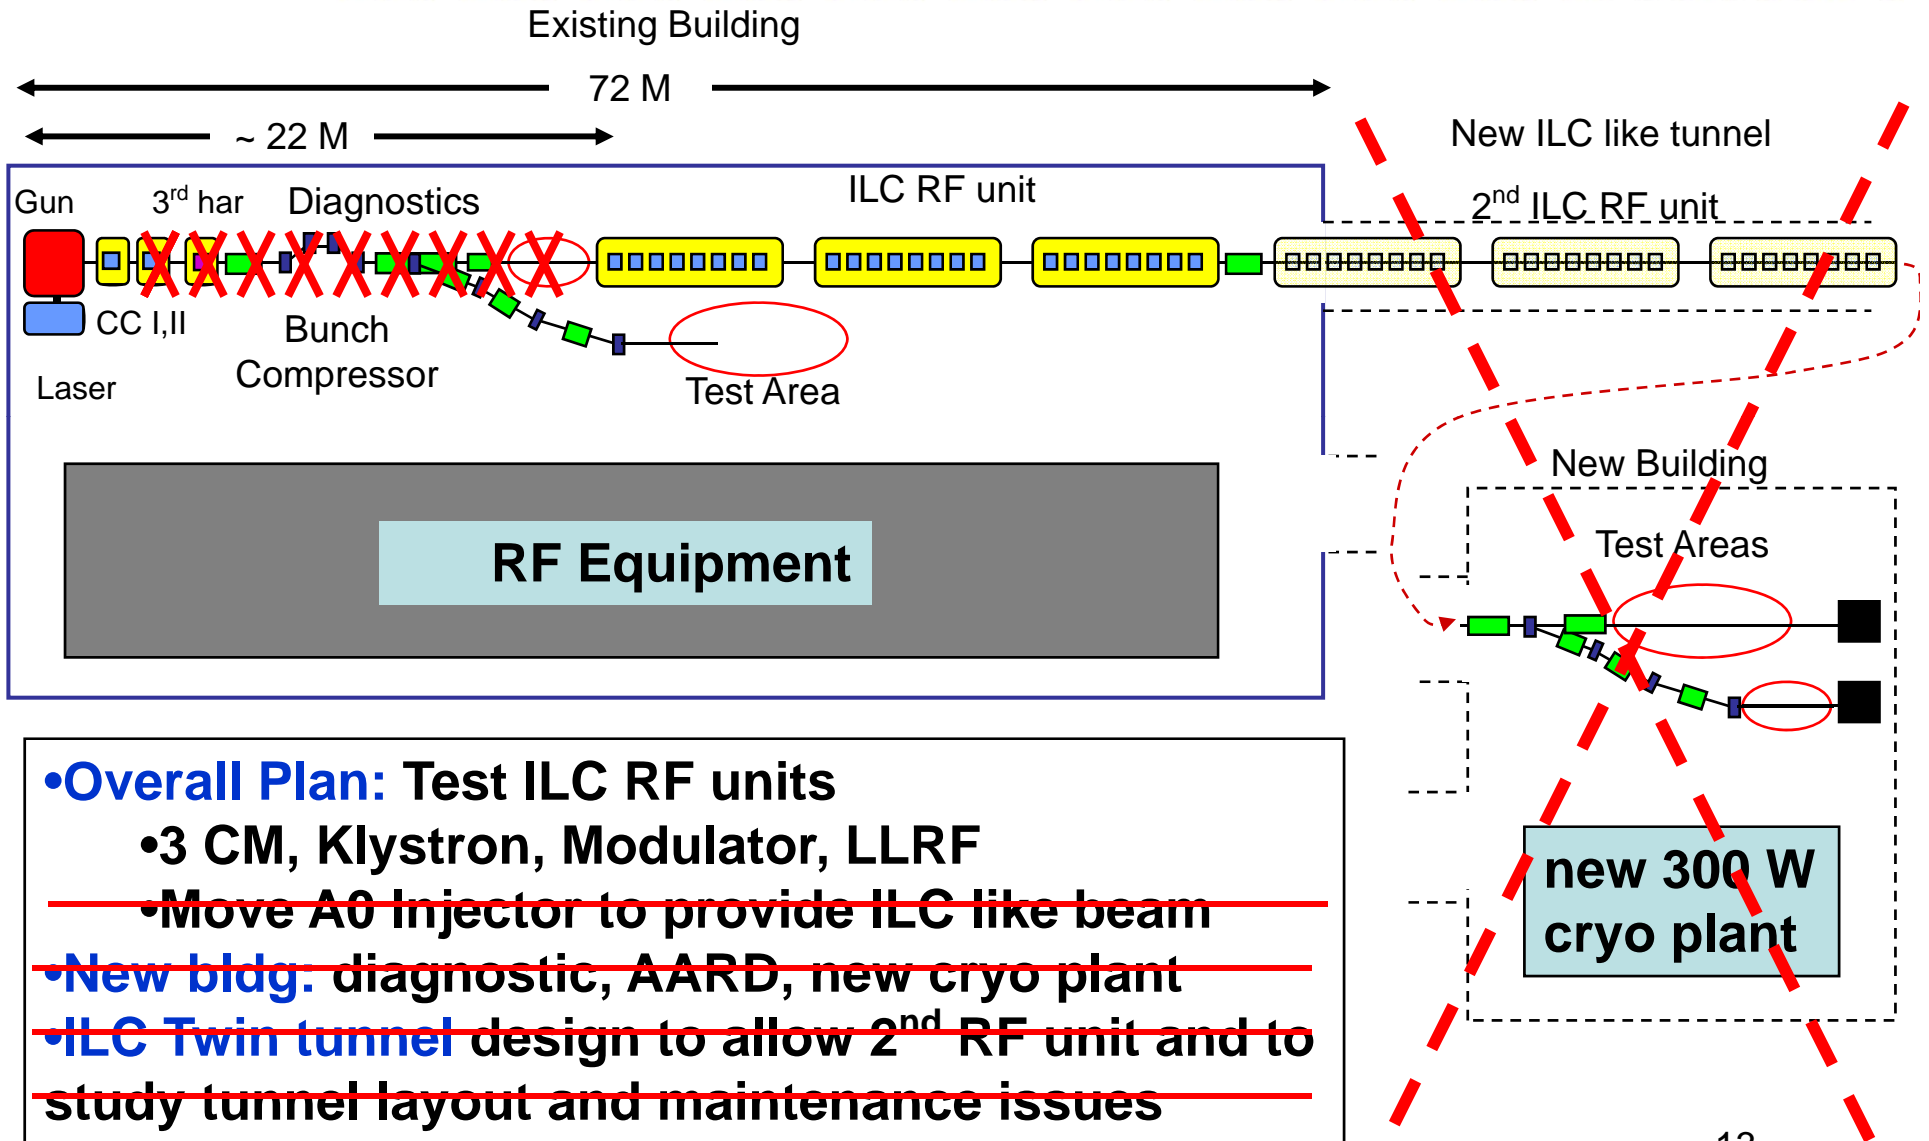 Existing Building
72 M
~ 22 M
New ILC like tunnel
Gun
3rd har
Diagnostics
ILC RF unit
2nd ILC RF unit
CC I,II
Bunch
Compressor
Laser
Test Area
New Building
RF Equipment
Test Areas
•Overall Plan: Test ILC RF units
•3 CM, Klystron, Modulator, LLRF
•Move A0 Injector to provide ILC like beam
•New bldg: diagnostic, AARD, new cryo plant
•ILC Twin tunnel design to allow 2nd RF unit and to
study tunnel layout and maintenance issues
new 300 W
cryo plant